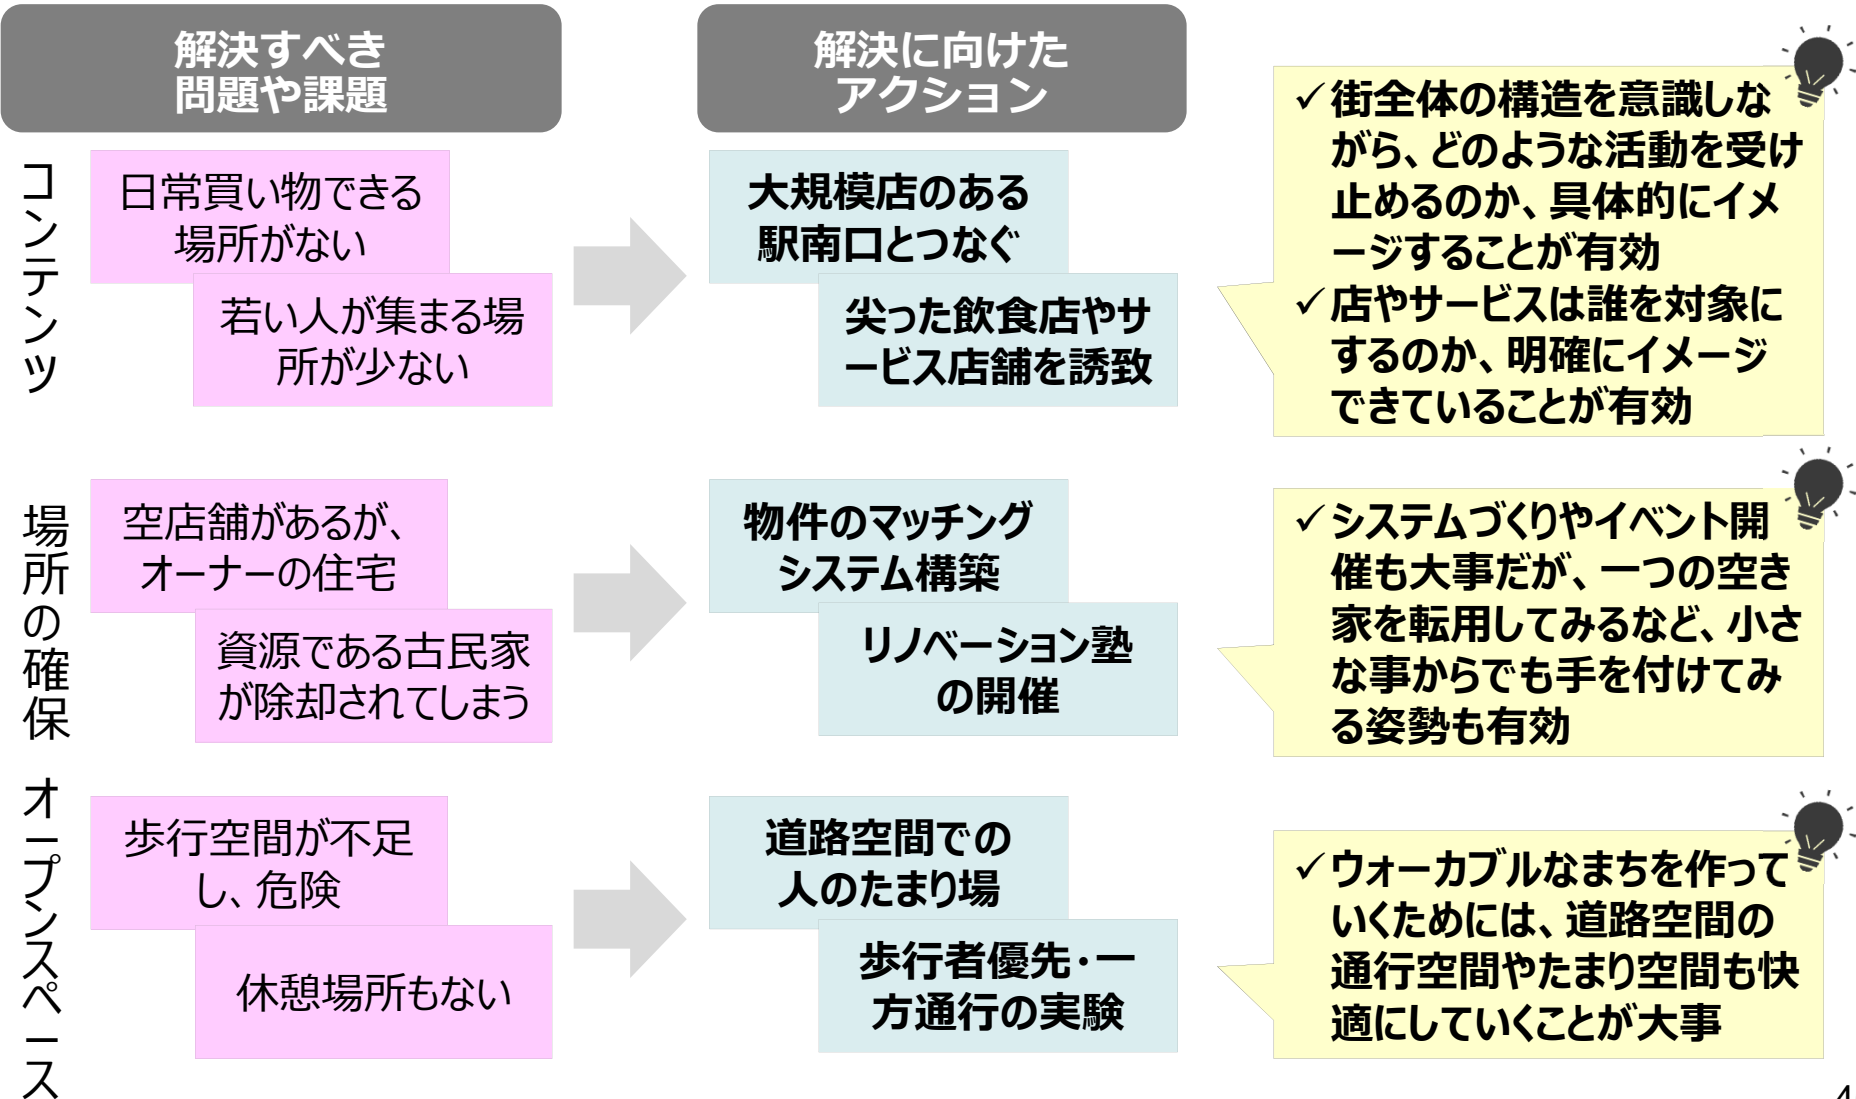 解決すべき
問題や課題
解決に向けた
アクション
コンテンツ
日常買い物できる
場所がない
若い人が集まる場
所が少ない
大規模店のある
駅南口とつなぐ
尖った飲食店やサ
ービス店舗を誘致
✓街全体の構造を意識しな
がら、どのような活動を受け
止めるのか、具体的にイメ
ージすることが有効
✓店やサービスは誰を対象に
するのか、明確にイメージ
できていることが有効
場所の確保
空店舗があるが、
オーナーの住宅
資源である古民家
が除却されてしまう
物件のマッチング
システム構築
リノベーション塾
の開催
✓システムづくりやイベント開
催も大事だが、一つの空き
家を転用してみるなど、小さ
な事からでも手を付けてみ
る姿勢も有効
オープンスペース
歩行空間が不足
し、危険
休憩場所もない
道路空間での
人のたまり場
歩行者優先・一
方通行の実験
✓ウォーカブルなまちを作って
いくためには、道路空間の
通行空間やたまり空間も快
適にしていくことが大事